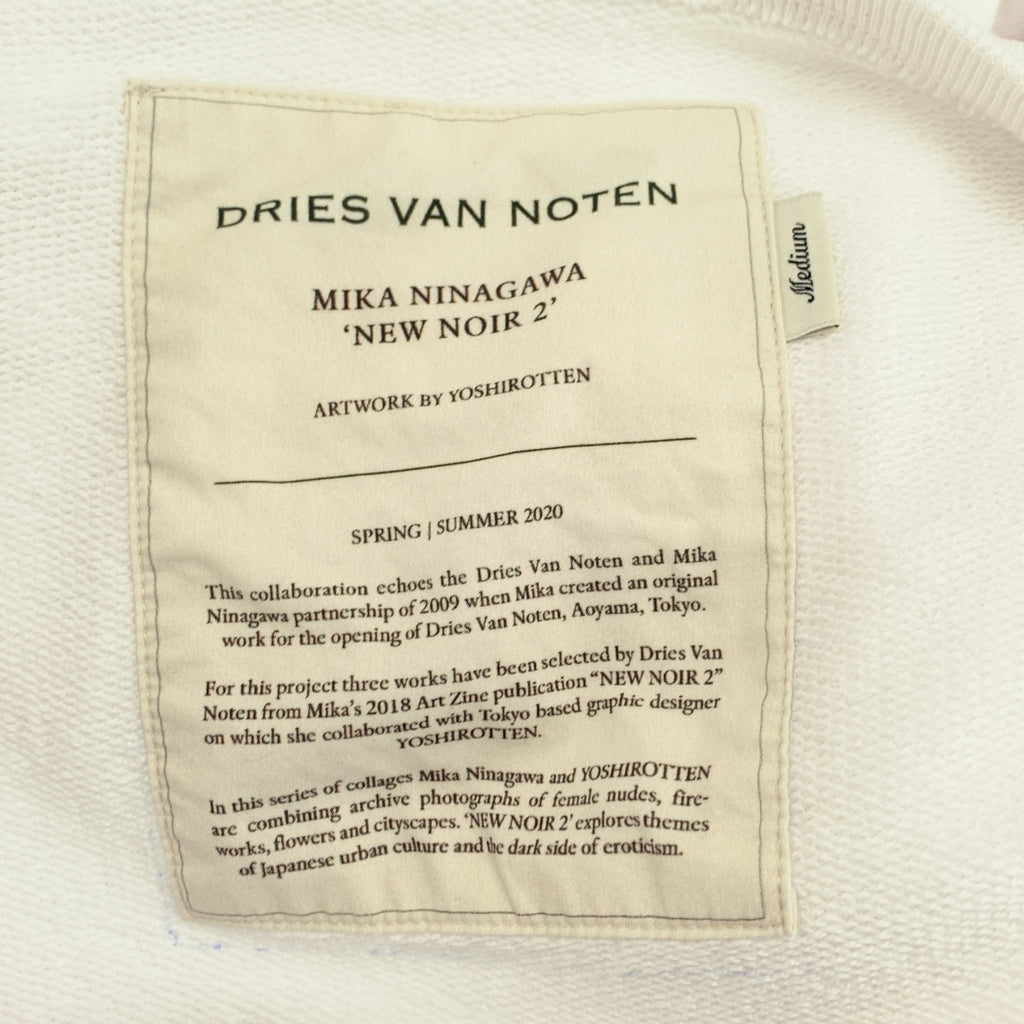 DRIES VAN NOTEN
MIKA NINAGAWA
‘NEW NOIR 2’
ARTWORK BY YOSHIROTTEN
Medium
SPRING | SUMMER 2020
This collaboration echoes the Dries Van Noten and Mika
Ninagawa partnership of 2009 when Mika created an original
work for the opening of Dries Van Noten, Aoyama, Tokyo.
For this project three works have been selected by Dries Van
Noten from Mika’s 2018 Art Zine publication “NEW NOIR 2”
on which she collaborated with Tokyo based graphic designer
YOSHIROTTEN.
In this series of collages Mika Ninagawa and YOSHIROTTEN
are combining archive photographs of female nudes, fire-
works, flowers and cityscapes. ‘NEW NOIR 2’ explores themes
of Japanese urban culture and the dark side of eroticism.